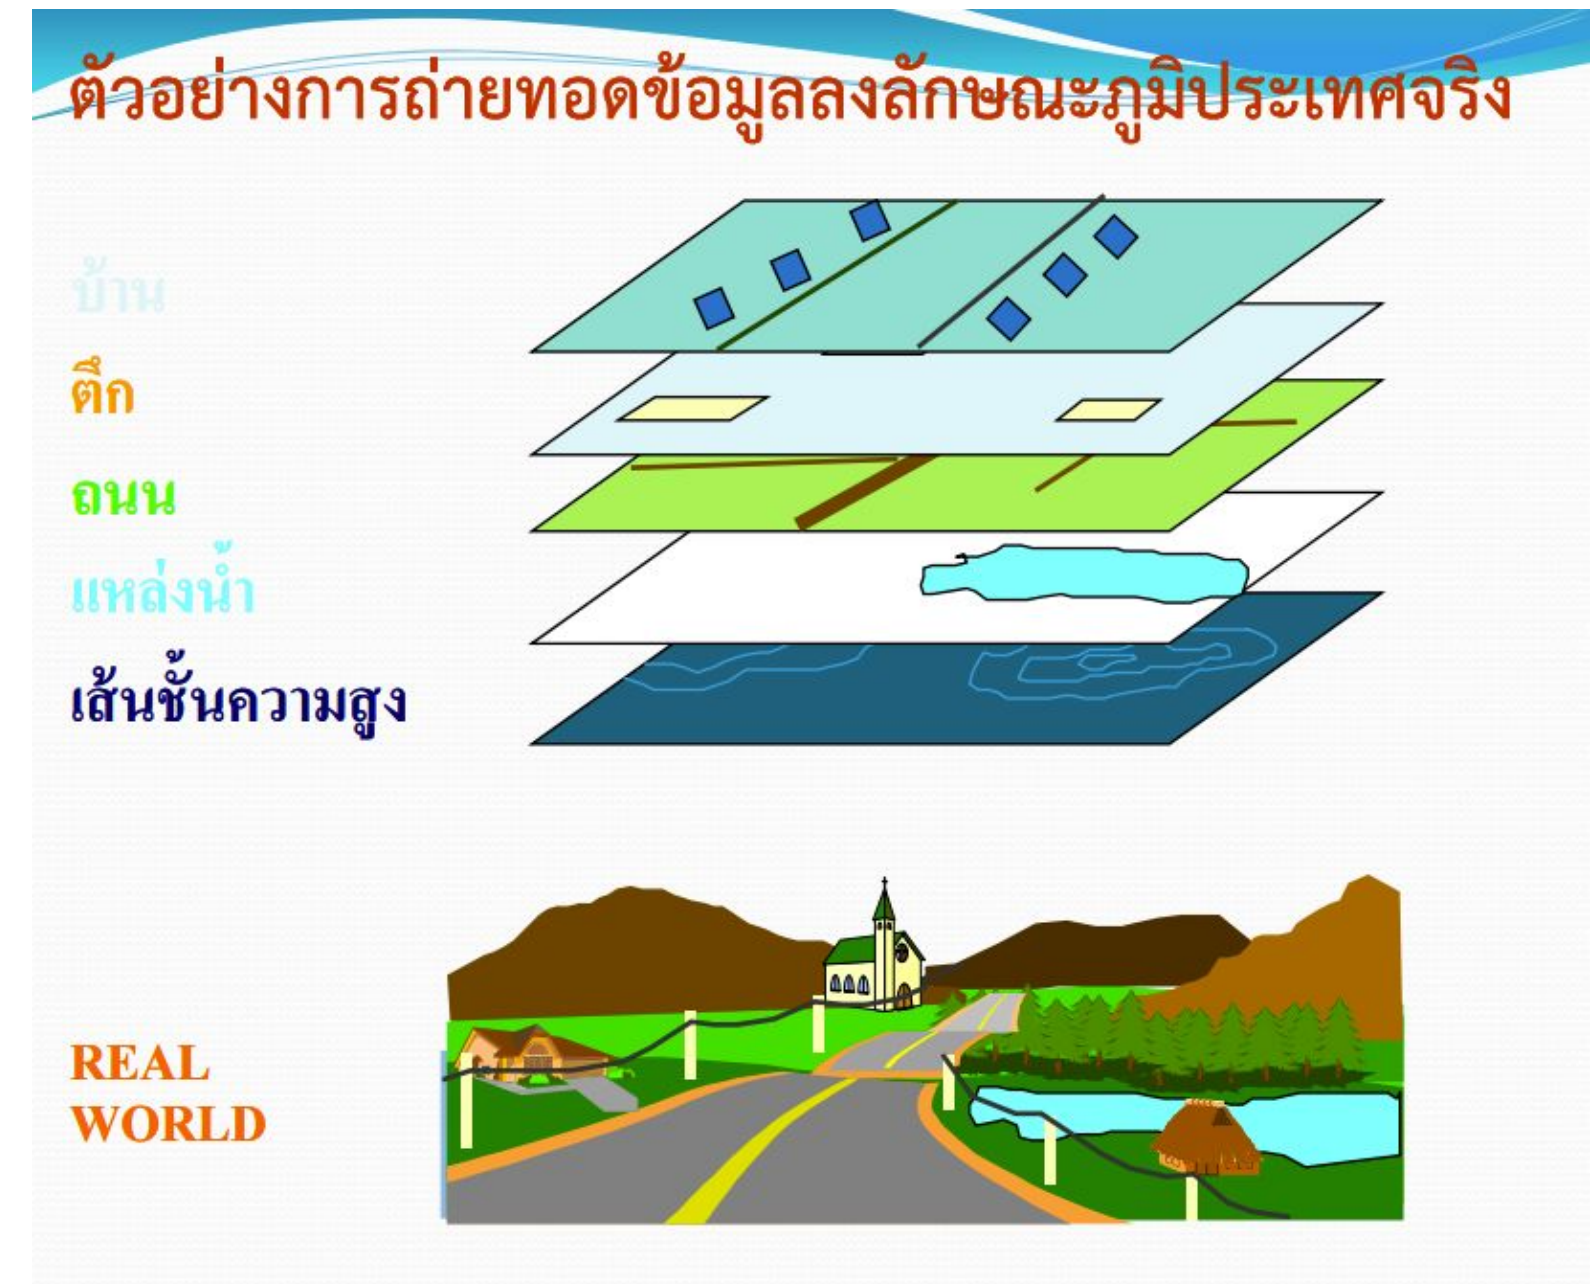 ตัวอย่างการถ่ายทอดข้อมูลลงลักษณะภูมิประเทศจริง
บ้าน
ตึก
ถนน
แหล่งน้ำ
เส้นชั้นความสูง
REAL
WORLD